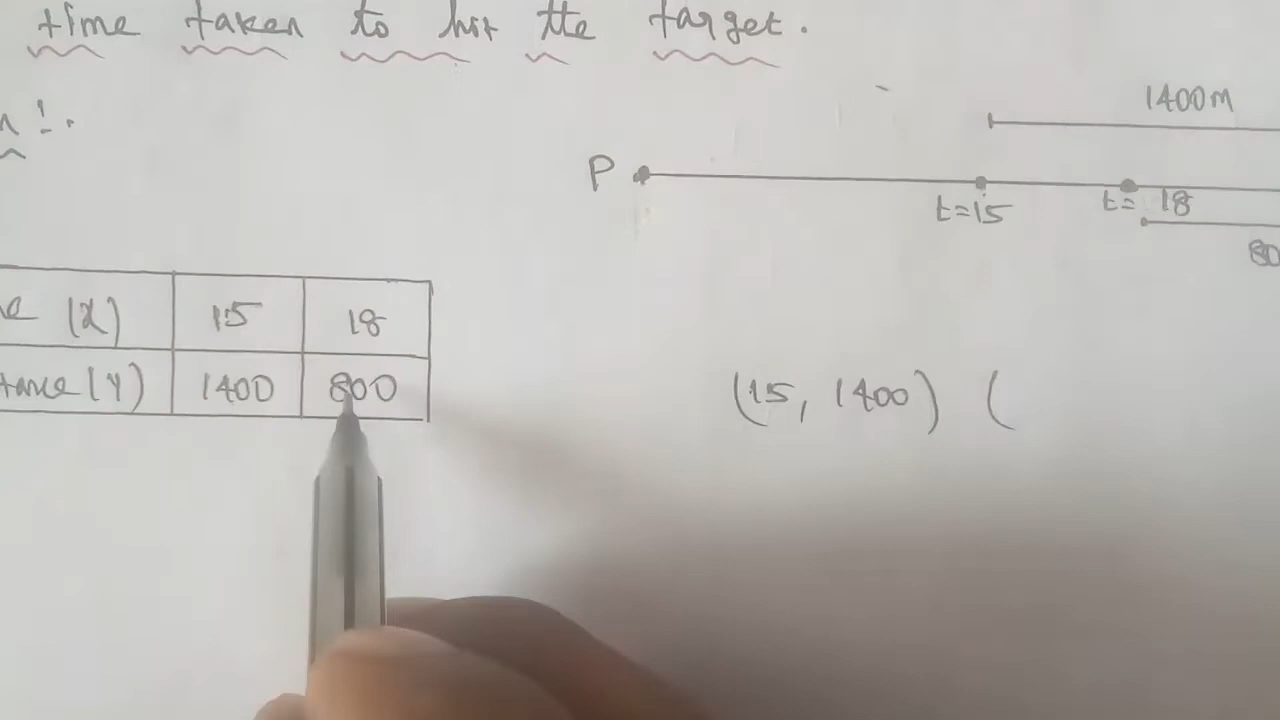 time taken to hit the target.
1400M
P
t=15 t= 18
(x) 15 18
(Y) 1400 800
(15, 1400) (